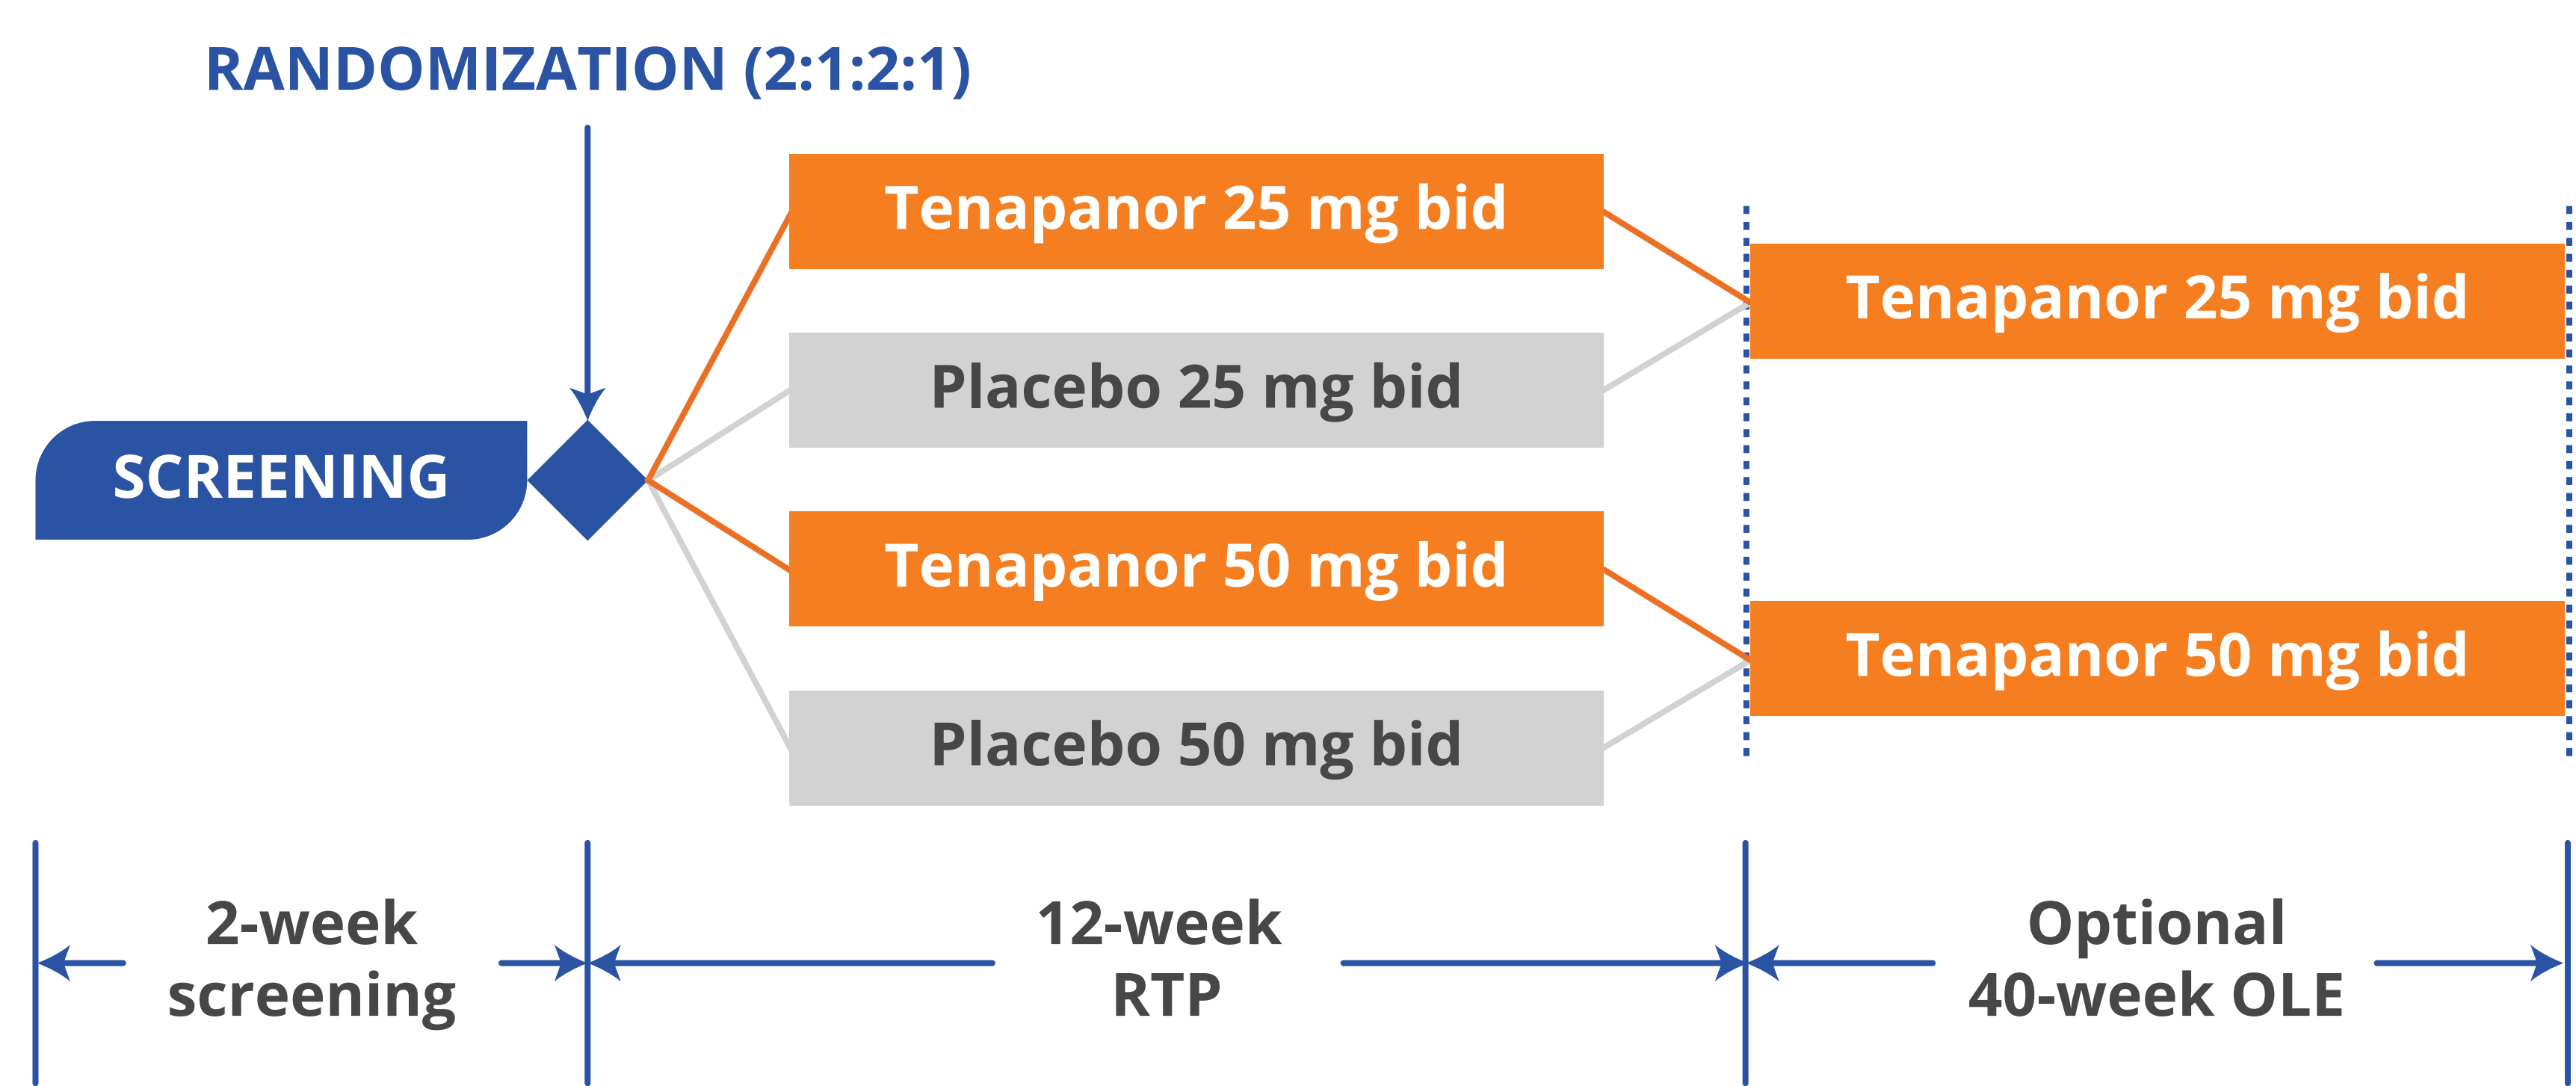 RANDOMIZATION (2:1:2:1)
Tenapanor 25 mg bid
Placebo 25 mg bid
Tenapanor 50 mg bid
Placebo 50 mg bid
SCREENING
Tenapanor 25 mg bid
Tenapanor 50 mg bid
2-week
screening
12-week
RTP
Optional
40-week OLE